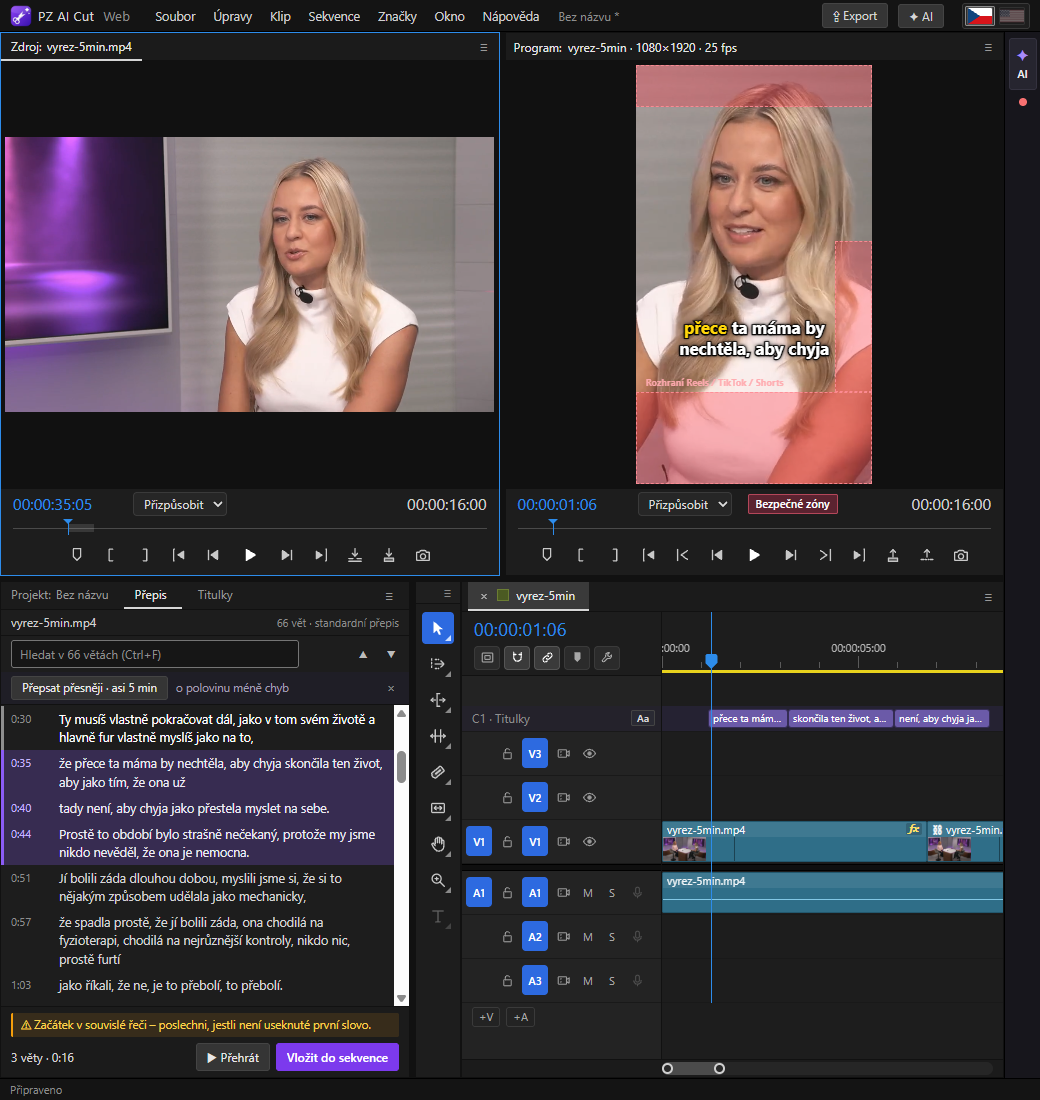 PZ AI Cut Web
Soubor Úpravy Klip Sekvence Značky Okno Nápověda Bez názvu *
Export AI
Zdroj: vyrez-5min.mp4
Program: vyrez-5min · 1080×1920 · 25 fps
AI
přece ta máma by
nechtěla, aby chyja
Rozhraní Reels / TikTok / Shorts
00:00:35:05 Přizpůsobit 00:00:16:00
00:00:01:06 Přizpůsobit Bezpečné zóny 00:00:16:00
Projekt: Bez názvu Přepis Titulky
vyrez-5min.mp4 66 vět · standardní přepis
Hledat v 66 větách (Ctrl+F)
Přepsat přesněji · asi 5 min o polovinu méně chyb ×
0:30 Ty musíš vlastně pokračovat dál, jako v tom svém životě a
hlavně fur vlastně myslíš jako na to,
0:35 že přece ta máma by nechtěla, aby chyja skončila ten život,
aby jako tím, že ona už
0:40 tady není, aby chyja jako přestela myslet na sebe.
0:44 Prostě to období bylo strašně nečekaný, protože my jsme
nikdo nevěděl, že ona je nemocna.
0:51 Jí bolili záda dlouhou dobou, myslili jsme si, že si to
nějakým způsobem udělala jako mechanicky,
0:57 že spadla prostě, že jí bolili záda, ona chodilá na
fyzioterapi, chodilá na nejrůznější kontroly, nikdo nic,
prostě furtí
1:03 jako říkali, že ne, je to přebolí, to přebolí.
⚠ Začátek v souvislé řeči – poslechni, jestli není useknuté první slovo.
3 věty · 0:16 Přehrát Vložit do sekvence
Připraveno
T
× vyrez-5min
00:00:01:06
:00:00 00:00:05:00
C1 · Titulky Aa přece ta mám... skončila ten život, a... není, aby chyja ja...
V3
V2
V1 V1 vyrez-5min.mp4 fx vyrez-5min.
A1 A1 M S vyrez-5min.mp4
A2 M S
A3 M S
+V +A